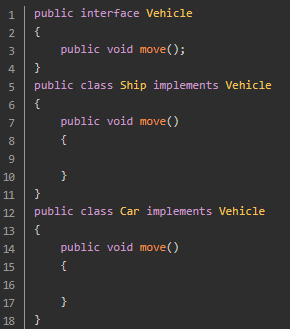 1 public interface Vehicle
2 {
3     public void move();
4 }
5 public class Ship implements Vehicle
6 {
7     public void move()
8     {
9
10     }
11 }
12 public class Car implements Vehicle
13 {
14     public void move()
15     {
16
17     }
18 }